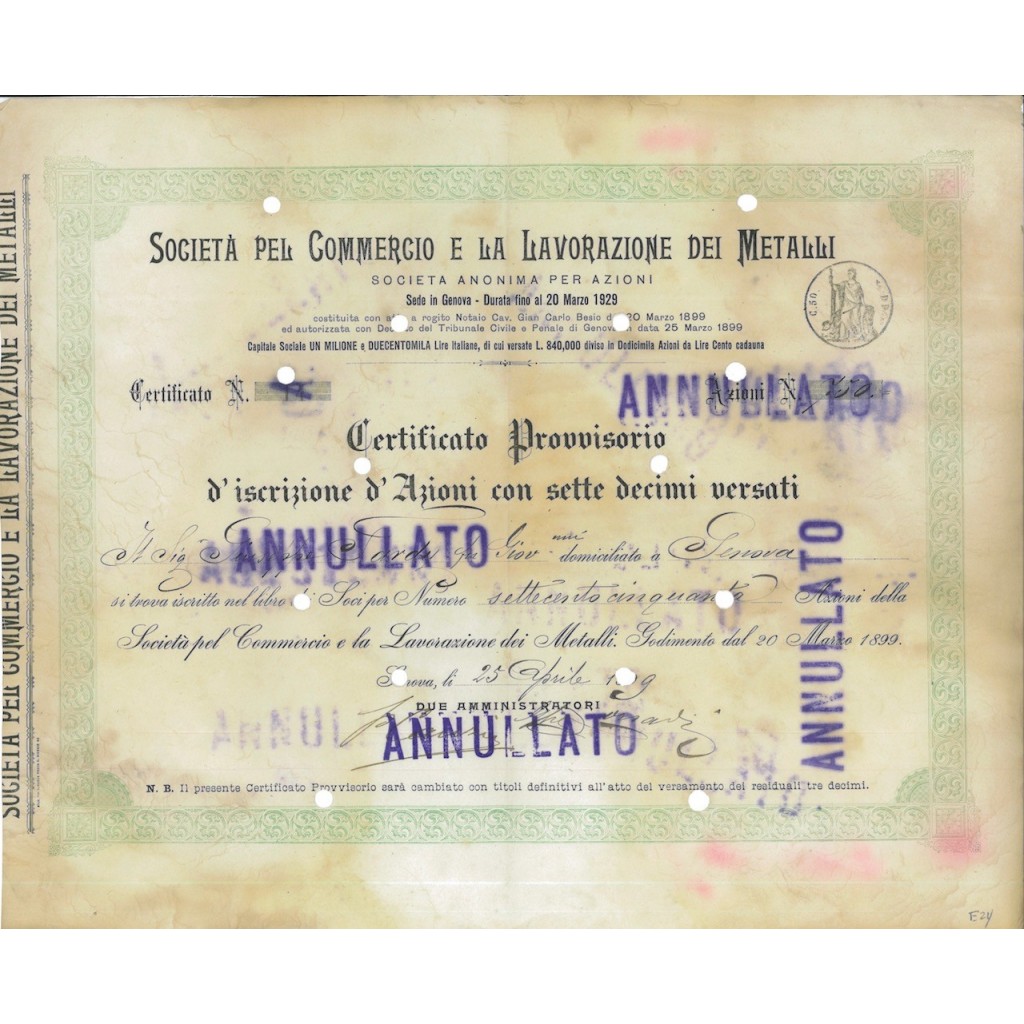 SOCIETÀ PEL COMMERCIO E LA LAVORAZIONE DEI METALLI
SOCIETÀ PEL COMMERCIO E LA LAVORAZIONE DEI METALLI
SOCIETA ANONIMA PER AZIONI
Sede in Genova - Durata fino al 20 Marzo 1929
costituita con a rogito Notaio Cav. Gian Carlo Besio 20 Marzo 1899
ed autorizzata con del Tribunale Civile e Penale di Genova in data 25 Marzo 1899
Capitale Sociale UN MILIONE e DUECENTOMILA Lire Italiane, di cui versate L. 840,000 diviso in Dodicimila Azioni da Lire Cento cadauna
C. 50
Certificato N.
Azioni N.
ANNULLATO
Certificato Provvisorio
d'iscrizione d'Azioni con sette decimi versati
ANNULLATO
Il Sig. Giov domiciliato a Genova
si trova iscritto nel libro Soci per Numero settecento cinquanta Azioni della
Società pel Commercio e la Lavorazione dei Metalli. Godimento dal 20 Marzo 1899.
Genova, li 25 Aprile
DUE AMMINISTRATORI
ANNULLATO
ANNULLATO
ANNUL
N. B. Il presente Certificato Provvisorio sarà cambiato con titoli definitivi all'atto del versamento dei residuali tre decimi.
E24